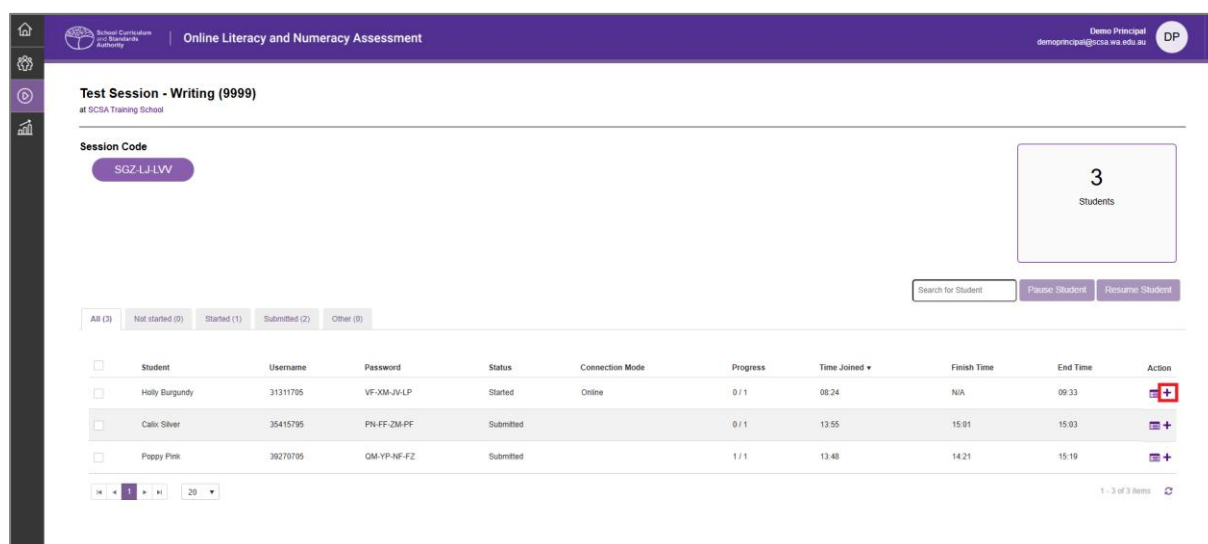 School Curriculum
and Standards
Authority
Online Literacy and Numeracy Assessment
Demo Principal
demoprincipal@scsa.wa.edu.au
DP
Test Session - Writing (9999)
at SCSA Training School
Session Code
SGZ-LJ-LVV
3
Students
Search for Student Pause Student Resume Student
All (3) Not started (0) Started (1) Submitted (2) Other (0)
Student Username Password Status Connection Mode Progress Time Joined ▾ Finish Time End Time Action
Holly Burgundy 31311705 VF-XM-JV-LP Started Online 0 / 1 08:24 N/A 09:33
Calix Silver 35415795 PN-FF-ZM-PF Submitted 0 / 1 13:55 15:01 15:03
Poppy Pink 39270705 QM-YP-NF-FZ Submitted 1 / 1 13:48 14:21 15:19
1 20 1 - 3 of 3 items